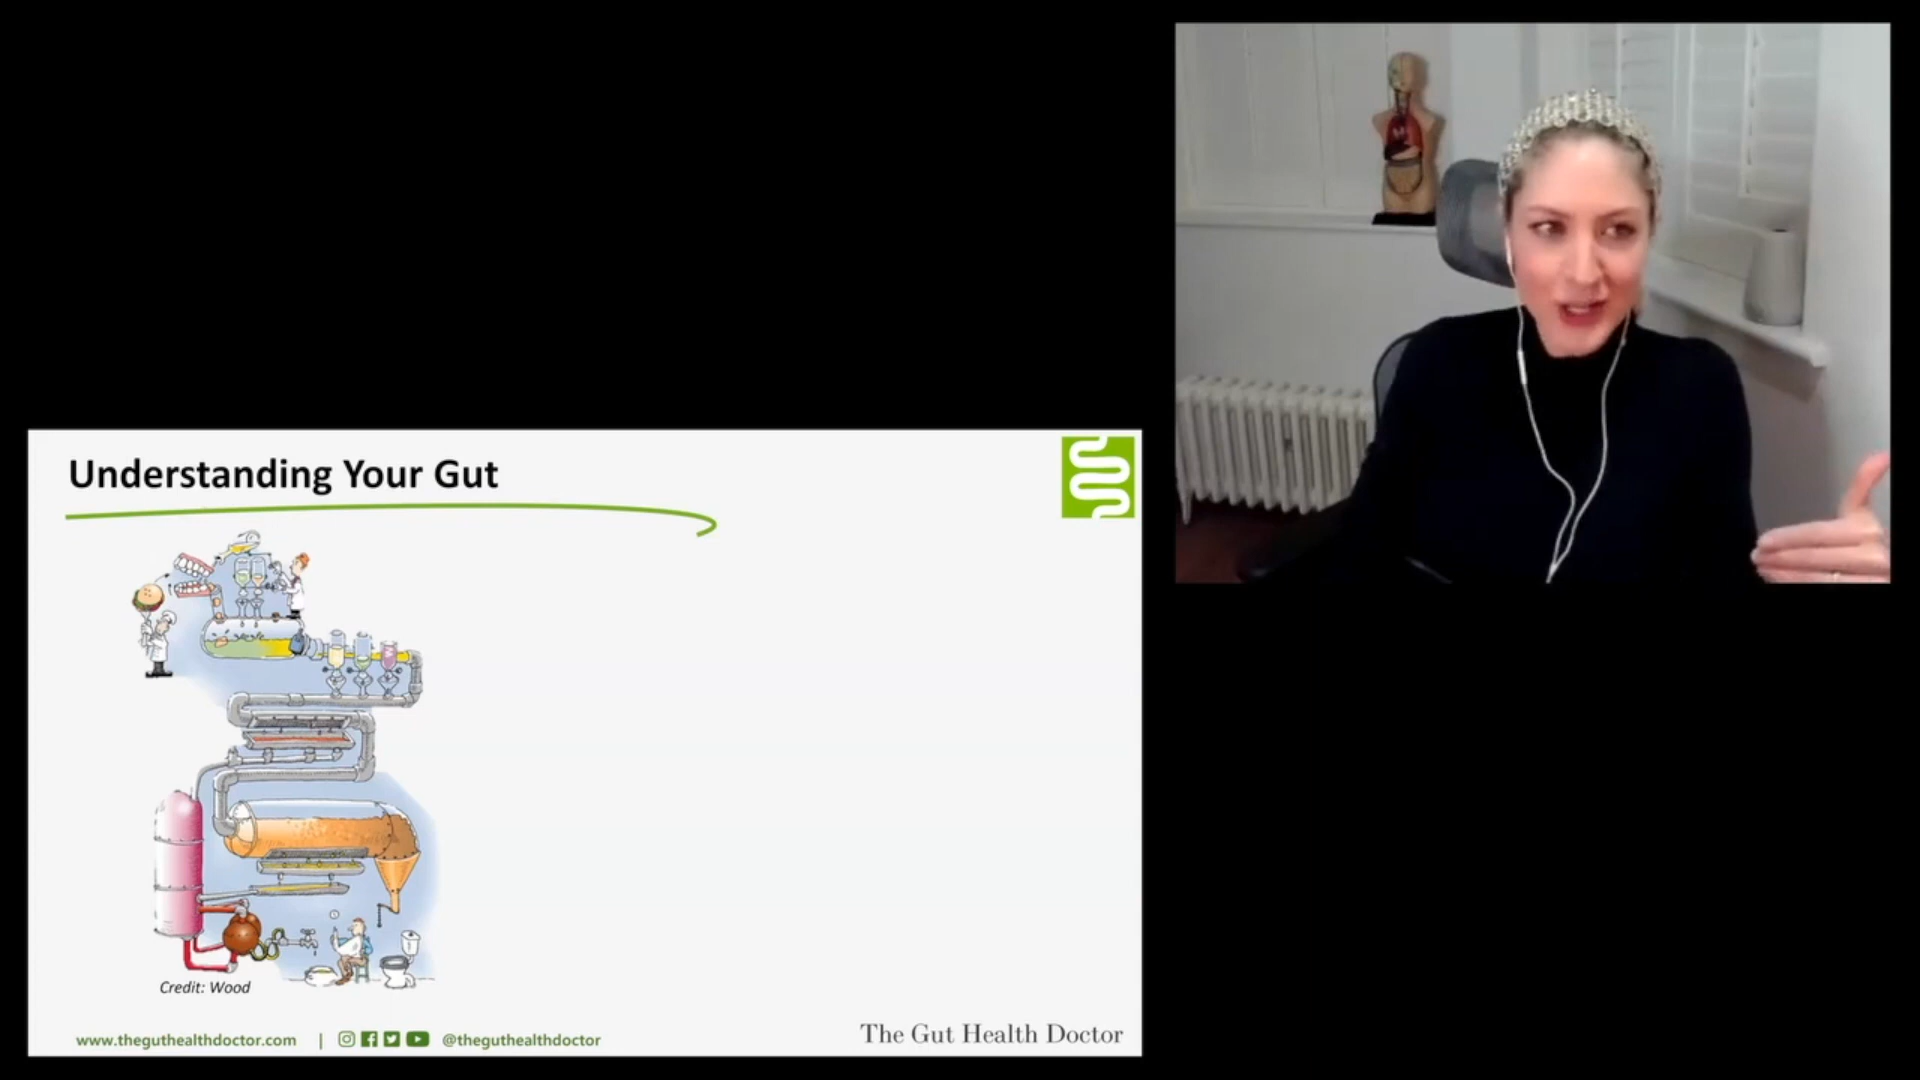 Understanding Your Gut
Credit: Wood
www.theguthealthdoctor.com | @theguthealthdoctor
The Gut Health Doctor